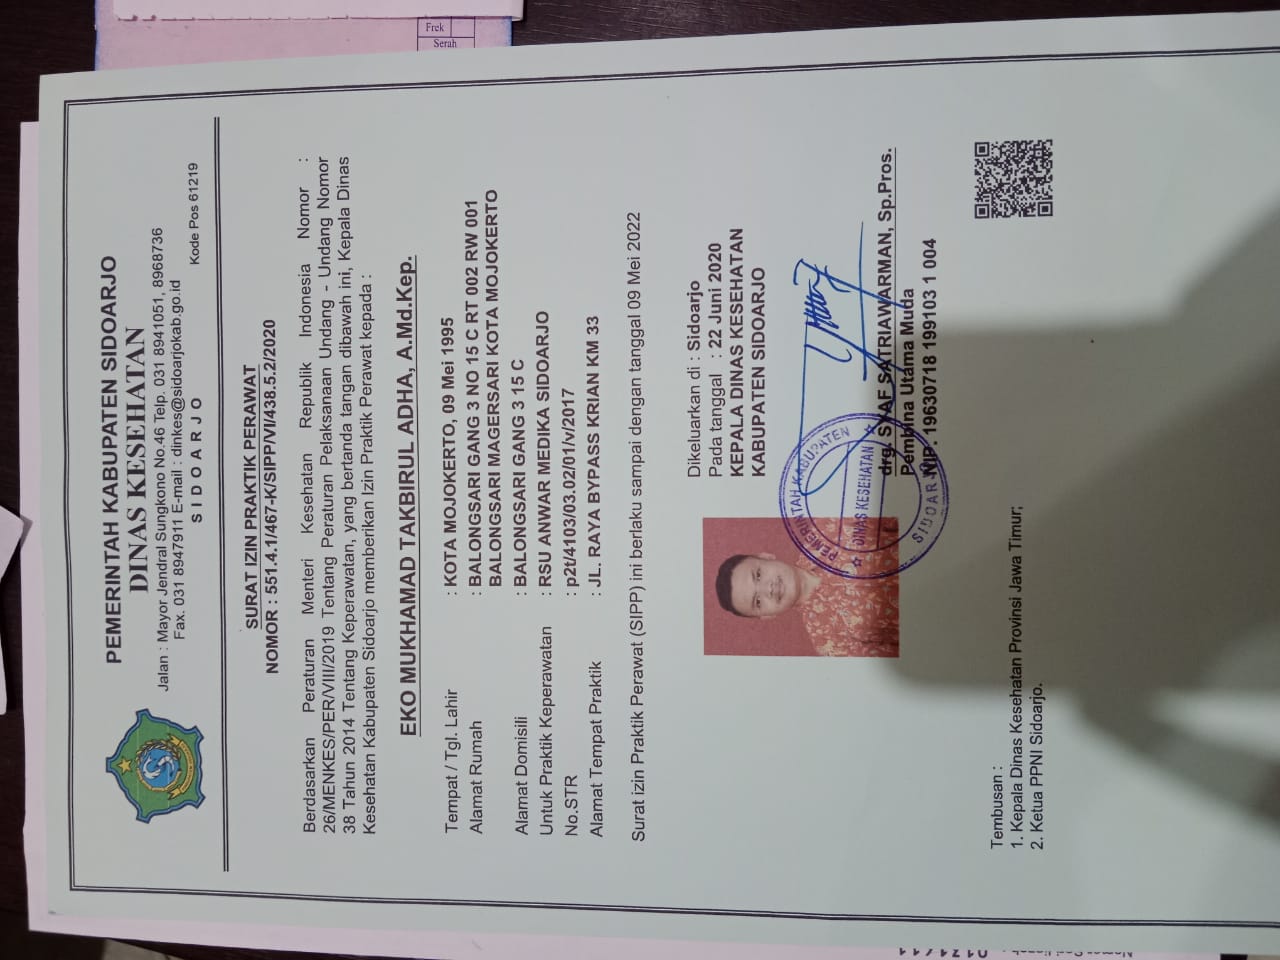 Frek
Serah
PEMERINTAH KABUPATEN SIDOARJO
DINAS KESEHATAN
Jalan : Mayor Jendral Sungkono No.46 Telp. 031 8941051, 8968736
Fax. 031 8947911 E-mail : dinkes@sidoarjokab.go.id
S I D O A R J O
Kode Pos 61219
SURAT IZIN PRAKTIK PERAWAT
NOMOR : 551.4.1/467-K/SIPP/VI/438.5.2/2020
Berdasarkan Peraturan Menteri Kesehatan Republik Indonesia Nomor :
26/MENKES/PER/VIII/2019 Tentang Peraturan Pelaksanaan Undang - Undang Nomor
38 Tahun 2014 Tentang Keperawatan, yang bertanda tangan dibawah ini, Kepala Dinas
Kesehatan Kabupaten Sidoarjo memberikan Izin Praktik Perawat kepada :
EKO MUKHAMAD TAKBIRUL ADHA, A.Md.Kep.
Tempat / Tgl. Lahir : KOTA MOJOKERTO, 09 Mei 1995
Alamat Rumah : BALONGSARI GANG 3 NO 15 C RT 002 RW 001
BALONGSARI MAGERSARI KOTA MOJOKERTO
Alamat Domisili : BALONGSARI GANG 3 15 C
Untuk Praktik Keperawatan : RSU ANWAR MEDIKA SIDOARJO
No.STR : p2t/4103/03.02/01/v/2017
Alamat Tempat Praktik : JL. RAYA BYPASS KRIAN KM 33
Surat izin Praktik Perawat (SIPP) ini berlaku sampai dengan tanggal 09 Mei 2022
Dikeluarkan di : Sidoarjo
Pada tanggal : 22 Juni 2020
KEPALA DINAS KESEHATAN
KABUPATEN SIDOARJO
PEMERINTAH KABUPATEN
DINAS KESEHATAN
SIDOARJO
drg. SYAF SATRIAWARMAN, Sp.Pros.
Pembina Utama Muda
NIP. 19630718 199103 1 004
Tembusan :
1. Kepala Dinas Kesehatan Provinsi Jawa Timur;
2. Ketua PPNI Sidoarjo.